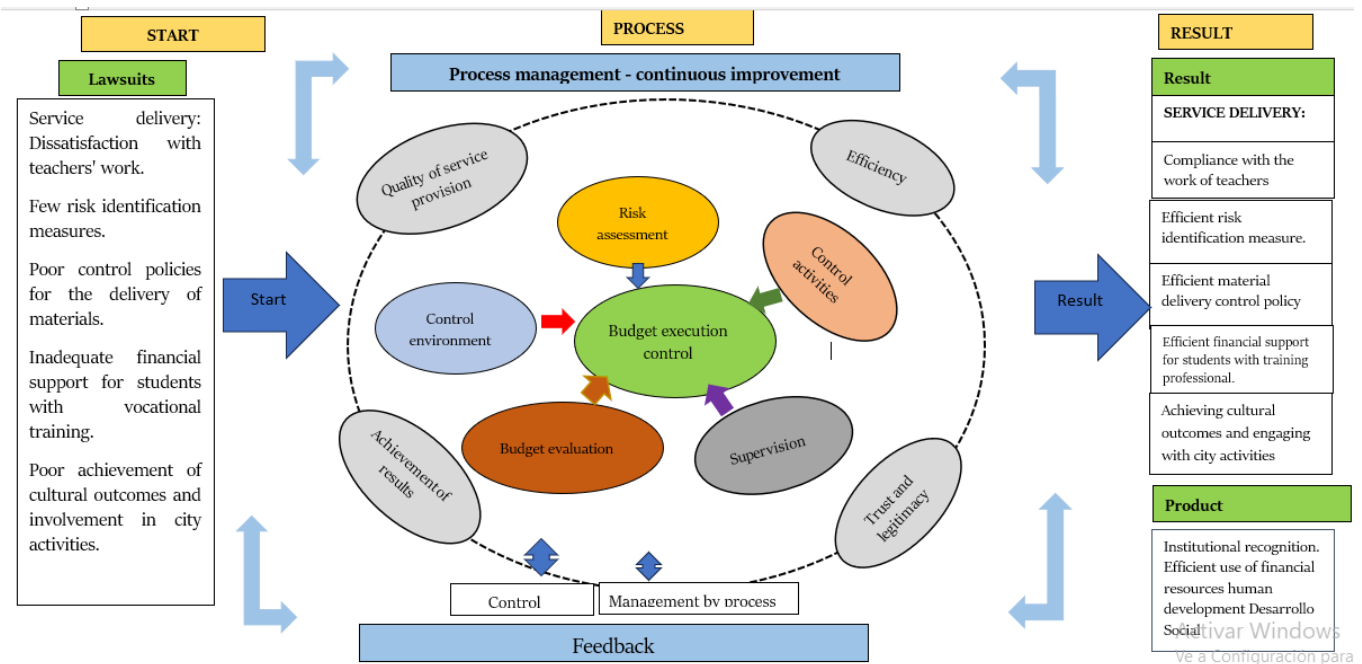 START
PROCESS
RESULT
Lawsuits
Service delivery:
Dissatisfaction with
teachers' work.
Few risk identification
measures.
Poor control policies
for the delivery of
materials.
Inadequate financial
support for students
with vocational
training.
Poor achievement of
cultural outcomes and
involvement in city
activities.
Start
Process management - continuous improvement
Quality of service
provision
Efficiency
Risk
assessment
Control
activities
Control
environment
Budget execution
control
Budget evaluation
Supervision
Achievement of
results
Trust and
legitimacy
Control
Management by process
Feedback
Result
Result
SERVICE DELIVERY:
Compliance with the
work of teachers
Efficient risk
identification measure.
Efficient material
delivery control policy
Efficient financial support
for students with training
professional.
Achieving cultural
outcomes and engaging
with city activities
Product
Institutional recognition.
Efficient use of financial
resources human
development Desarrollo
Social
Activar Windows
Ve a Configuración para